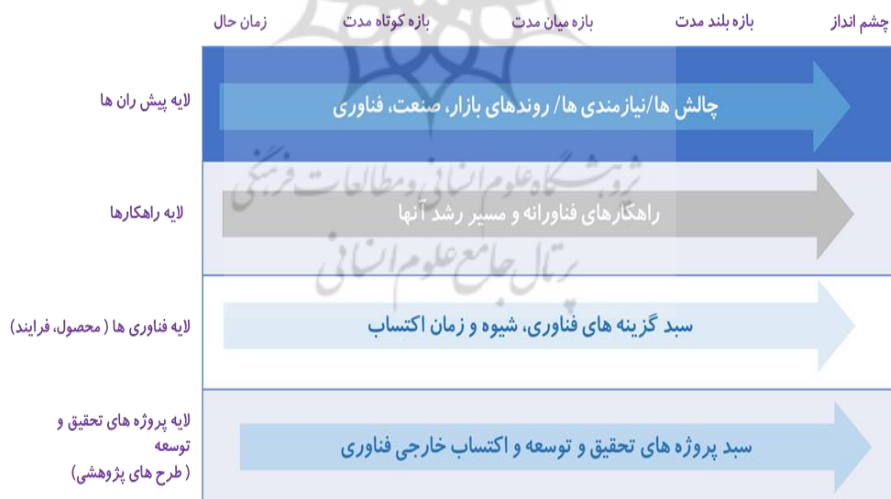 زمان حال
بازه کوتاه مدت
بازه میان مدت
بازه بلند مدت
چشم انداز
لایه پیش ران ها
چالش ها/نیازمندی ها/ روندهای بازار، صنعت، فناوری
لایه راهکارها
راهکارهای فناورانه و مسیر رشد آنها
لایه فناوری ها ( محصول، فرایند)
سبد گزینه های فناوری، شیوه و زمان اکتساب
لایه پروژه های تحقیق و
توسعه
( طرح های پژوهشی)
سبد پروژه های تحقیق و توسعه و اکتساب خارجی فناوری
پژوهشگاه علوم انسانی و مطالعات فرهنگی
پرتال جامع علوم انسانی